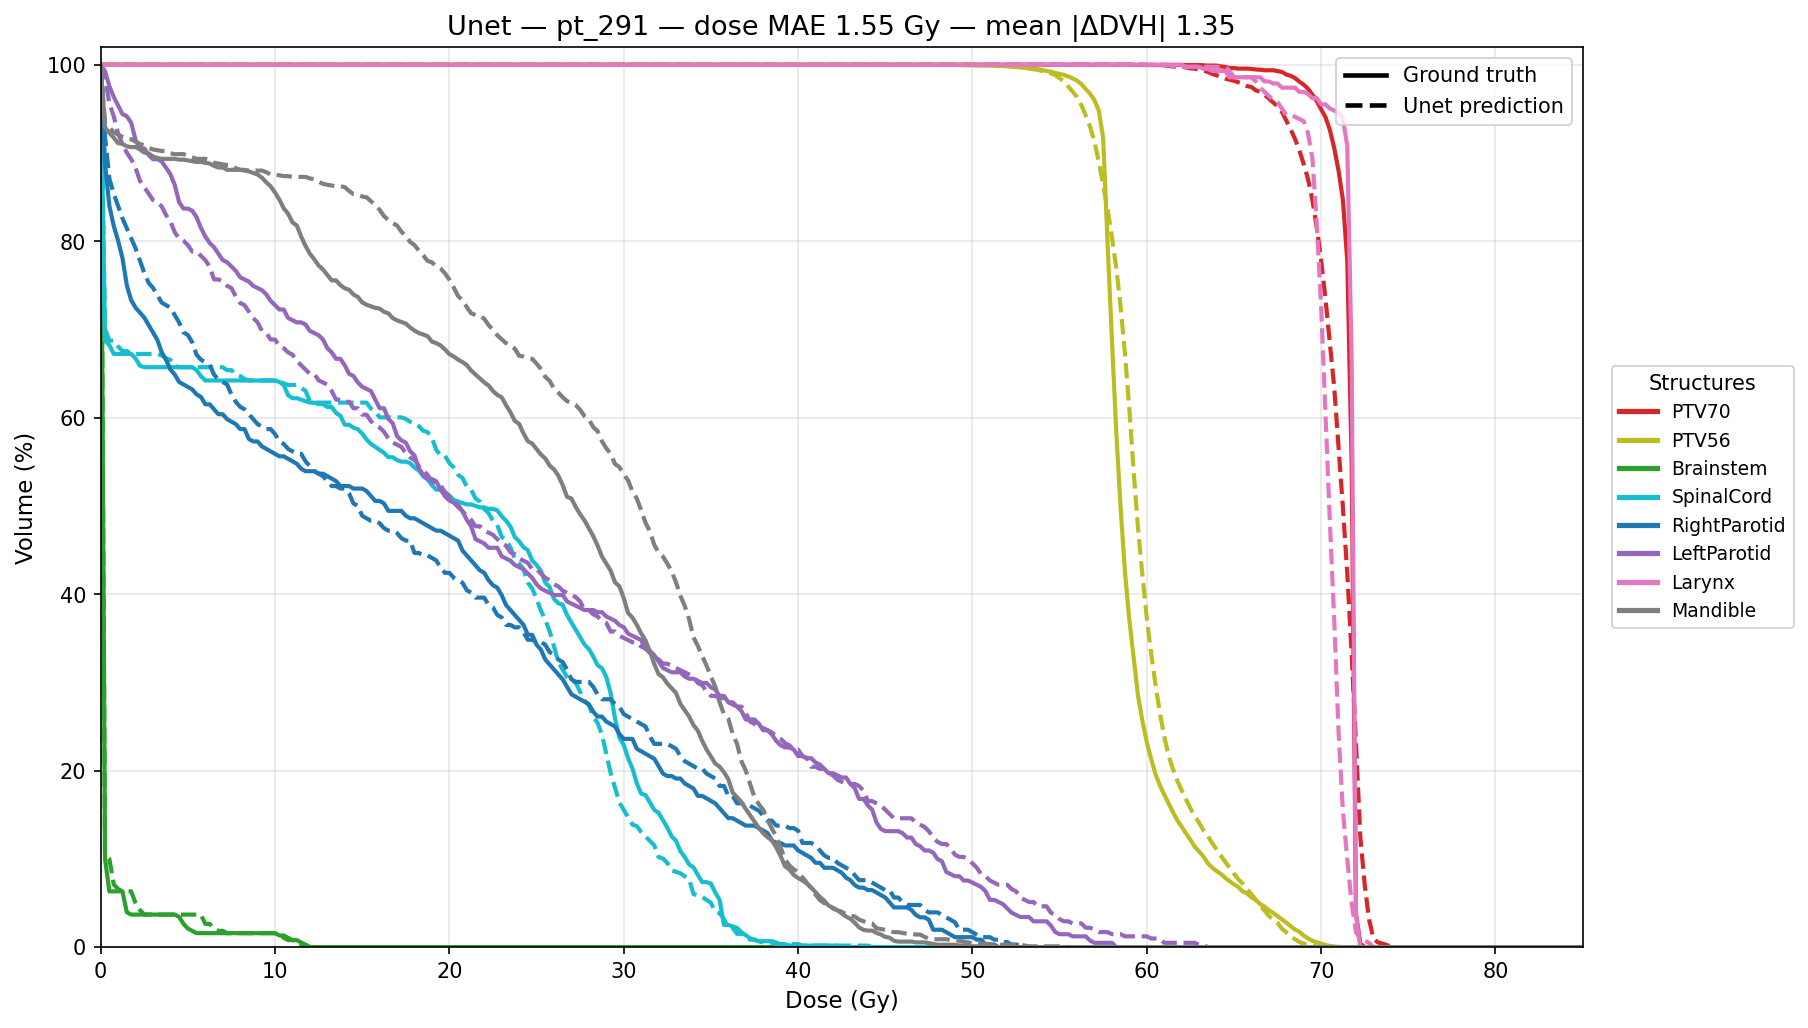 Unet — pt_291 — dose MAE 1.55 Gy — mean |ΔDVH| 1.35
Ground truth
Unet prediction
Volume (%)
100
80
60
40
20
0
Structures
PTV70
PTV56
Brainstem
SpinalCord
RightParotid
LeftParotid
Larynx
Mandible
0 10 20 30 40 50 60 70 80
Dose (Gy)